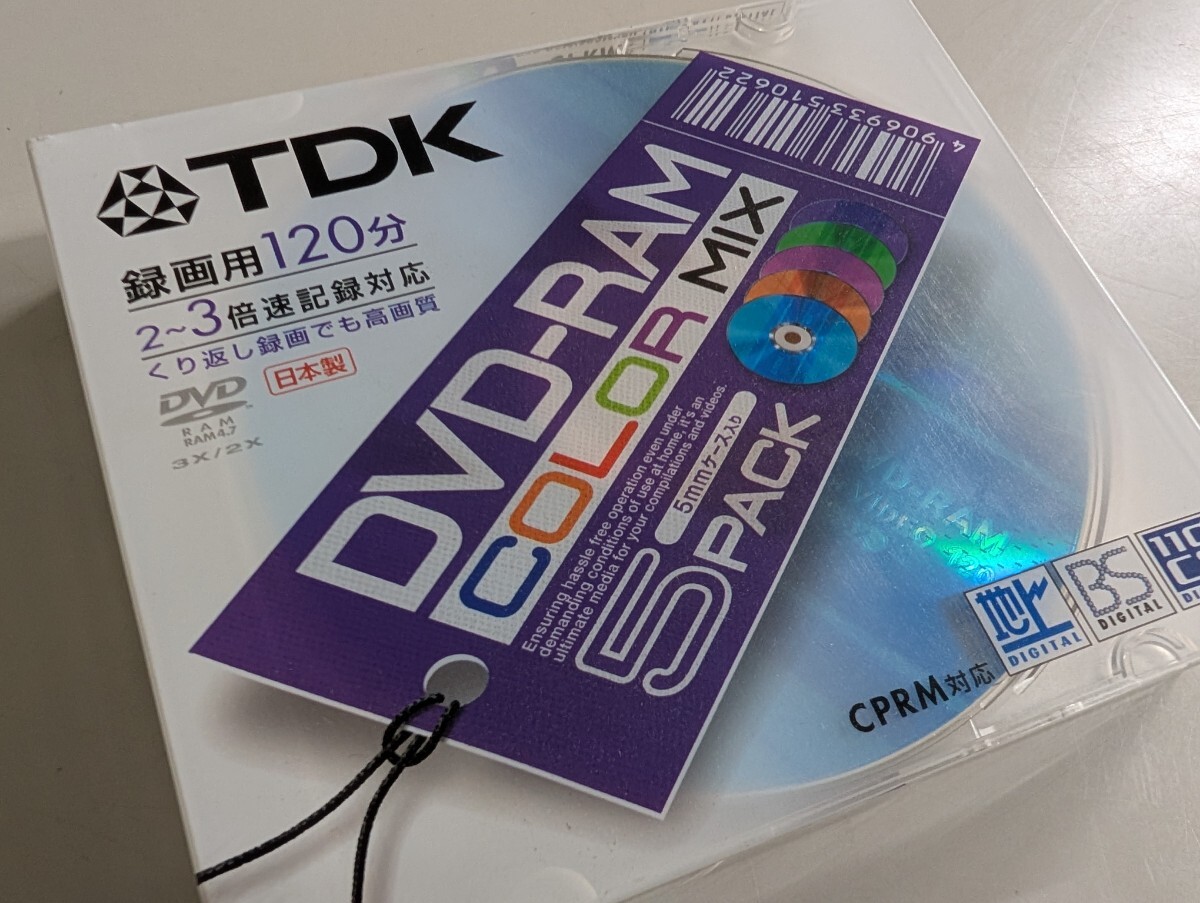 TDK
録画用120分
2~3倍速記録対応
くり返し録画でも高画質
日本製
DVD
RAM
RAM4.7
3X/2X
4 906933 510622
DVD-RAM
COLOR MIX
Ensuring hassle free operation even under
demanding conditions of use at home, it's an
ultimate media for your compilations and videos.
5mmケース入り
5PACK
地上
DIGITAL
BS
DIGITAL
CPRM対応